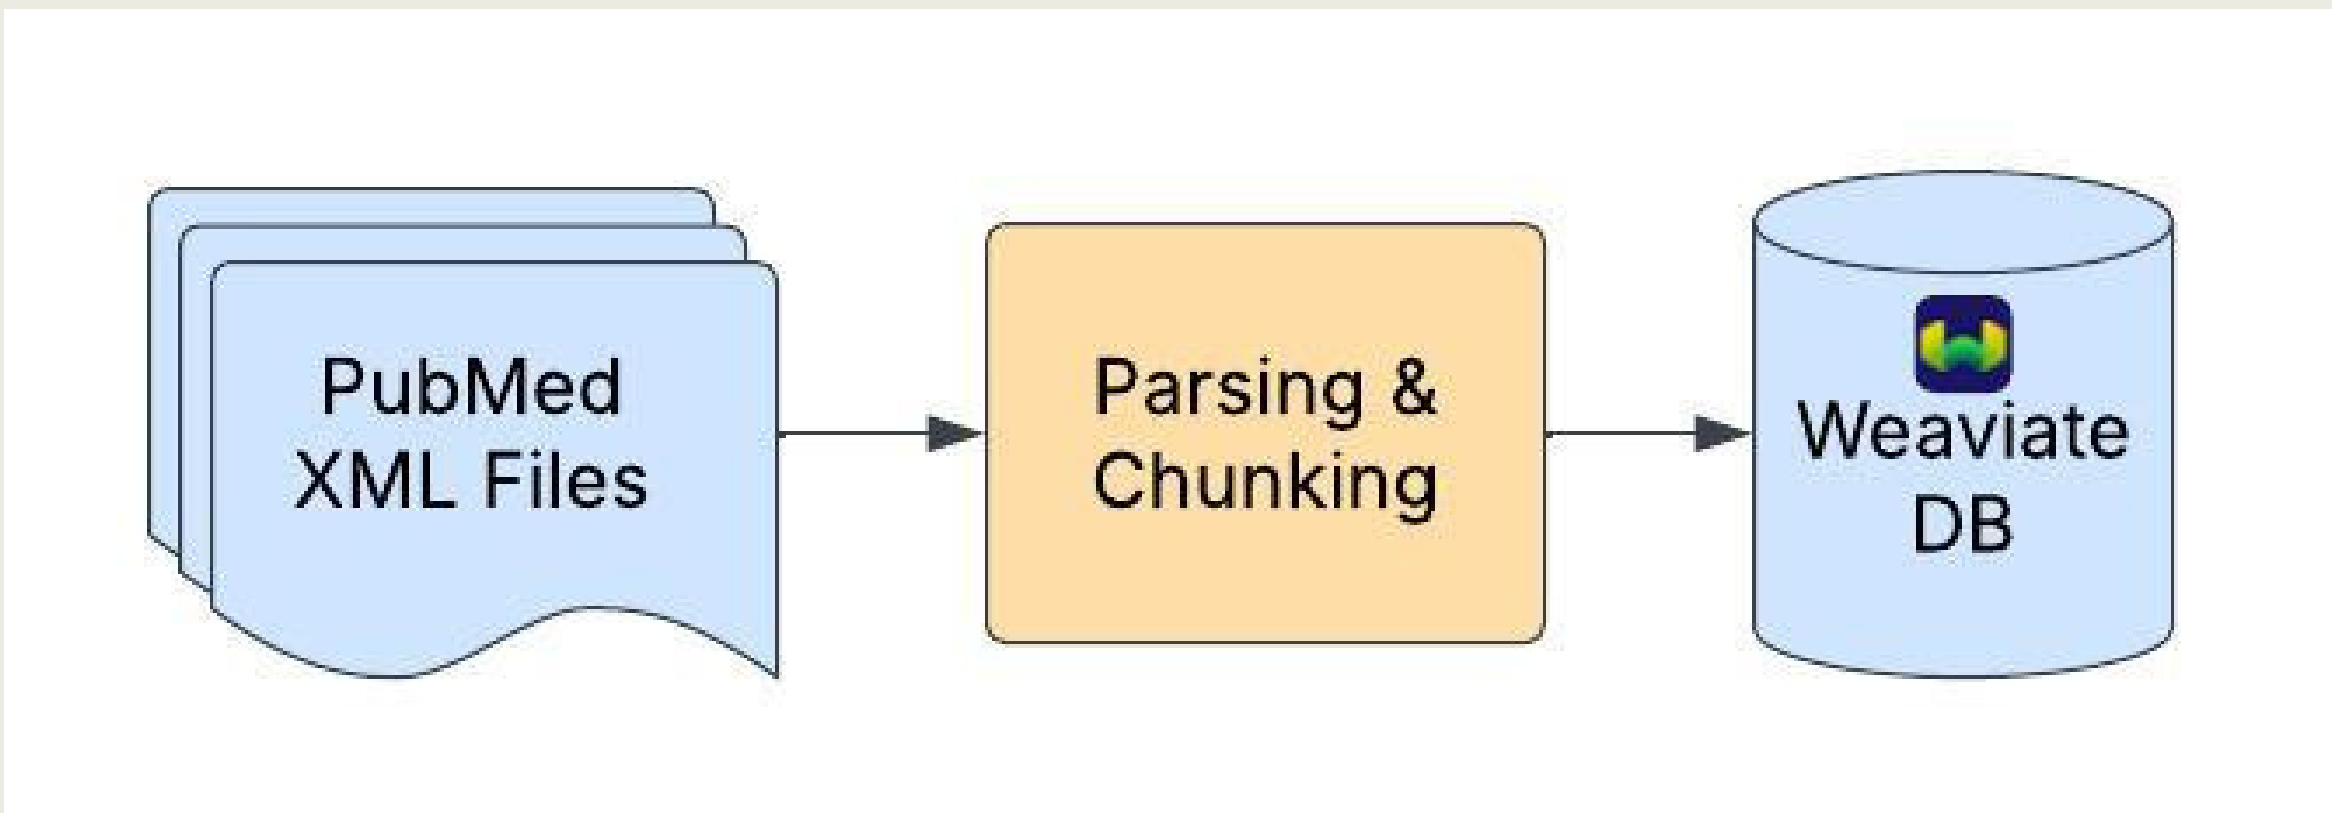 PubMed
XML Files
Parsing &
Chunking
Weaviate
DB